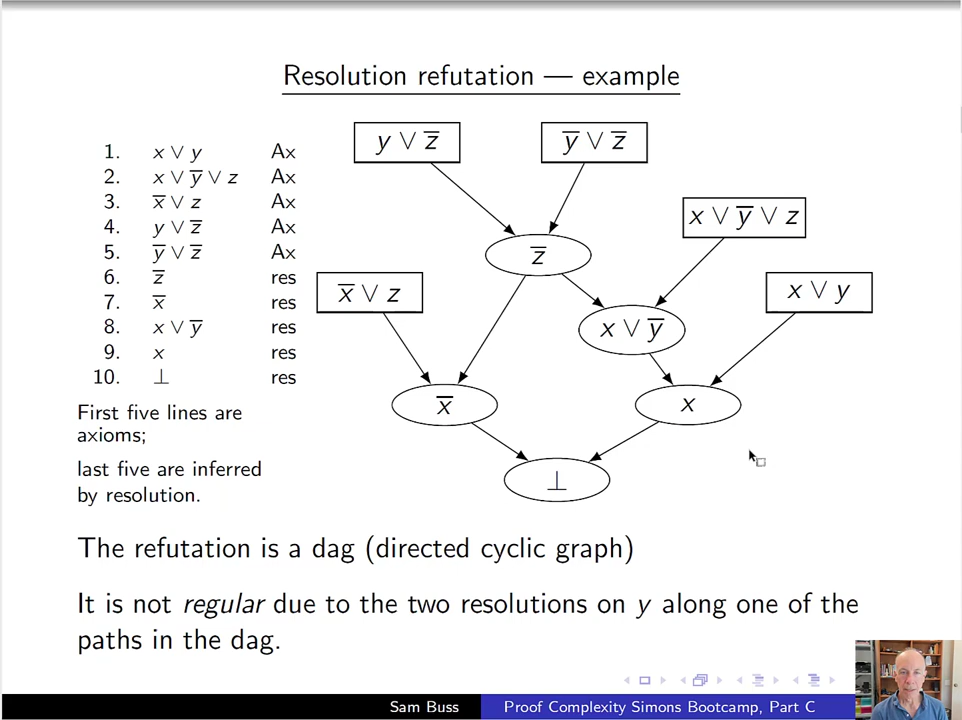 Resolution refutation — example
1. x ∨ y Ax
2. x ∨ y̅ ∨ z Ax
3. x̅ ∨ z Ax
4. y ∨ z̅ Ax
5. y̅ ∨ z̅ Ax
6. z̅ res
7. x̅ res
8. x ∨ y̅ res
9. x res
10. ⊥ res
First five lines are
axioms;
last five are inferred
by resolution.
y ∨ z̅
y̅ ∨ z̅
x ∨ y̅ ∨ z
z̅
x̅ ∨ z
x ∨ y
x ∨ y̅
x̅
x
⊥
The refutation is a dag (directed cyclic graph)
It is not regular due to the two resolutions on y along one of the
paths in the dag.
Sam Buss
Proof Complexity Simons Bootcamp, Part C